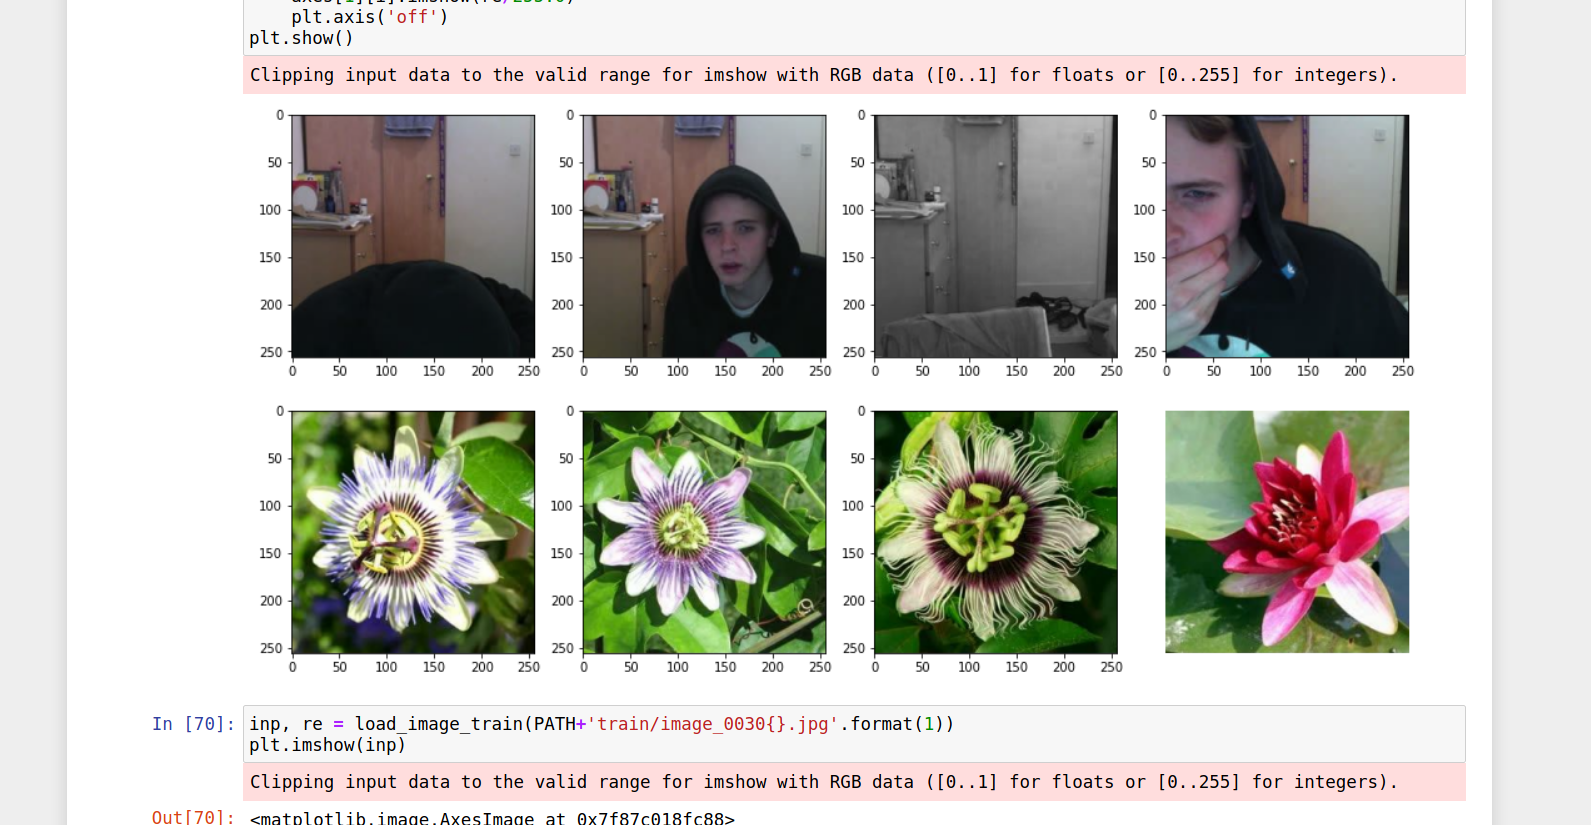 plt.axis('off')
plt.show()
Clipping input data to the valid range for imshow with RGB data ([0..1] for floats or [0..255] for integers).
0 0 0 0
50 50 50 50
100 100 100 100
150 150 150 150
200 200 200 200
250 250 250 250
0 50 100 150 200 250 0 50 100 150 200 250 0 50 100 150 200 250 0 50 100 150 200 250
0 0 0
50 50 50
100 100 100
150 150 150
200 200 200
250 250 250
0 50 100 150 200 250 0 50 100 150 200 250 0 50 100 150 200 250
In [70]: inp, re = load_image_train(PATH+'train/image_0030{}.jpg'.format(1))
plt.imshow(inp)
Clipping input data to the valid range for imshow with RGB data ([0..1] for floats or [0..255] for integers).
Out[70]: <matplotlib.image.AxesImage at 0x7f87c018fc88>